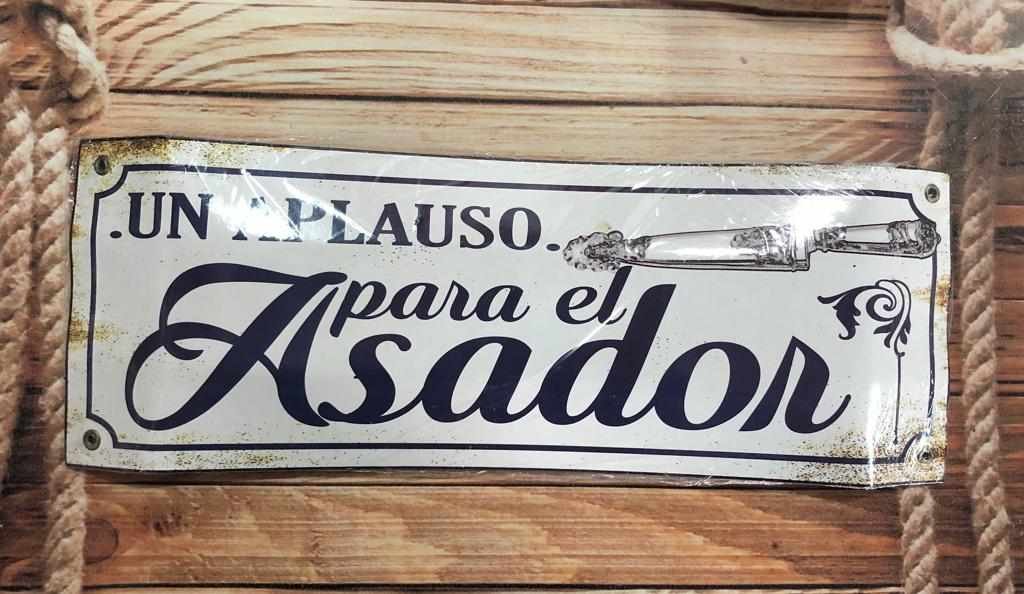 .UN APLAUSO.
para el
Asador